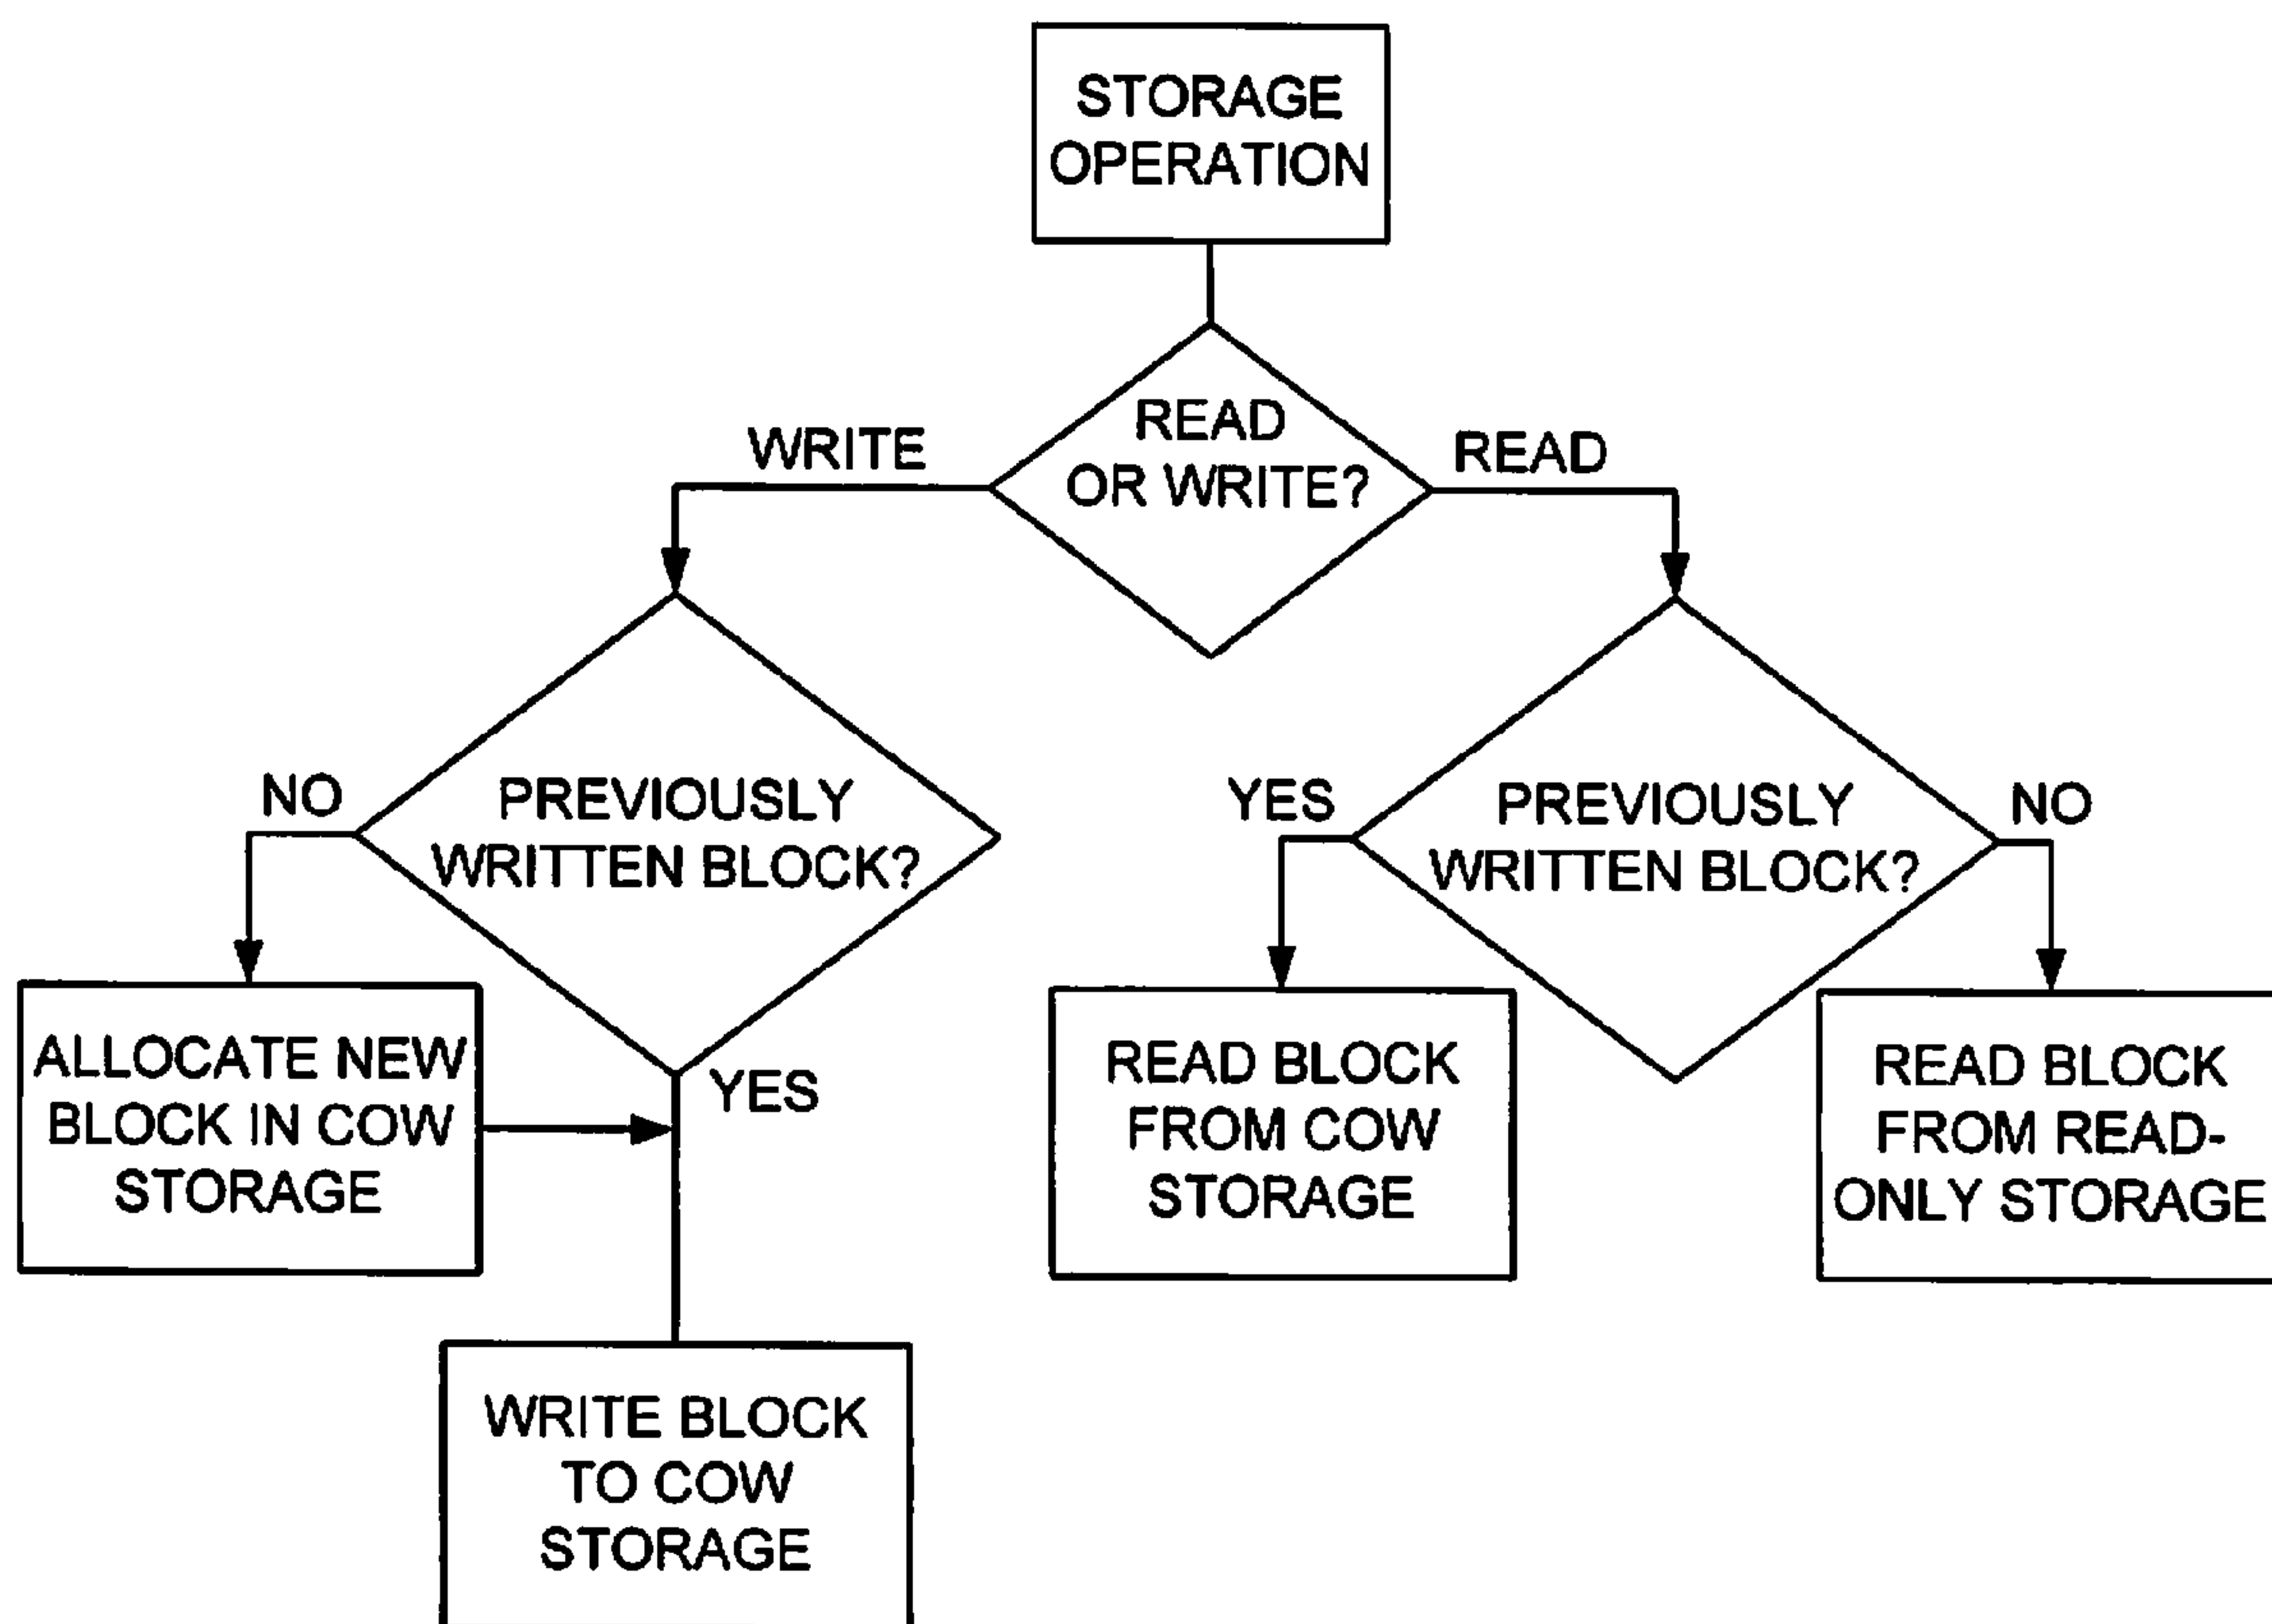 STORAGE
OPERATION
READ
OR WRITE?
WRITE
READ
PREVIOUSLY
WRITTEN BLOCK?
NO
YES
PREVIOUSLY
WRITTEN BLOCK?
YES
NO
ALLOCATE NEW
BLOCK IN COW
STORAGE
READ BLOCK
FROM COW
STORAGE
READ BLOCK
FROM READ-
ONLY STORAGE
WRITE BLOCK
TO COW
STORAGE